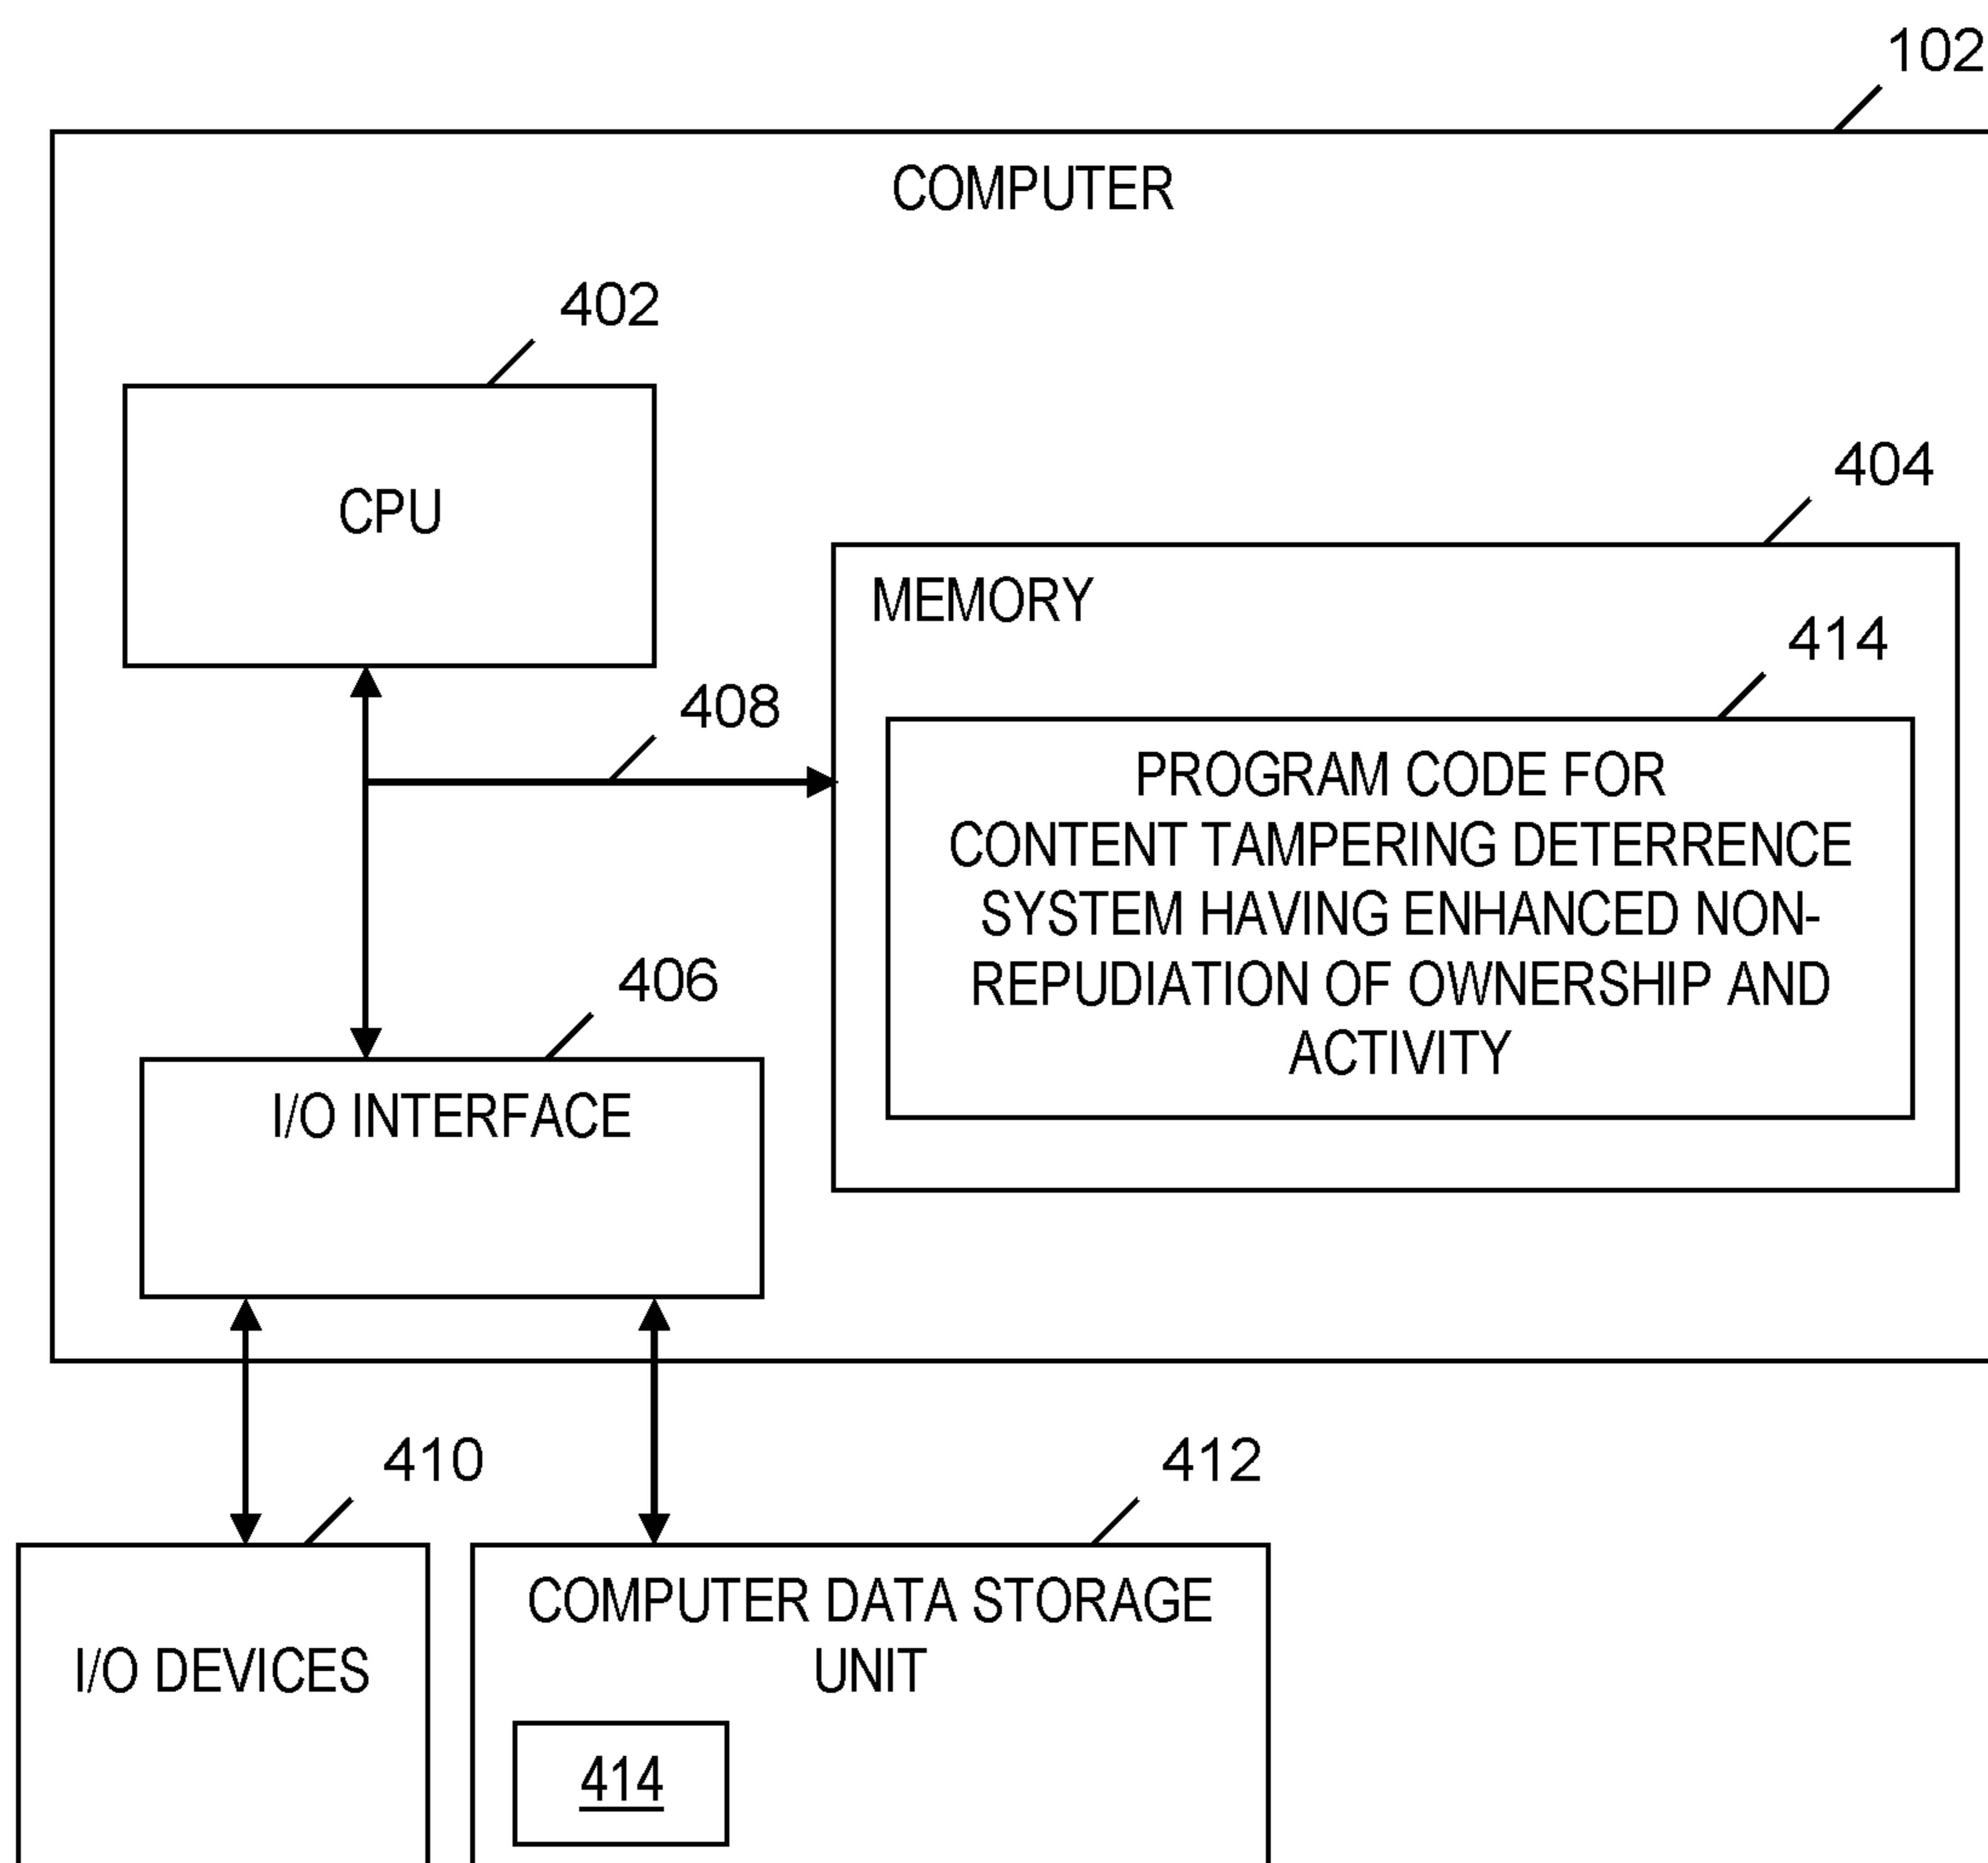 102
COMPUTER
402
CPU
404
MEMORY
414
408
PROGRAM CODE FOR
CONTENT TAMPERING DETERRENCE
SYSTEM HAVING ENHANCED NON-
REPUDIATION OF OWNERSHIP AND
ACTIVITY
406
I/O INTERFACE
410
412
I/O DEVICES
COMPUTER DATA STORAGE
UNIT
414